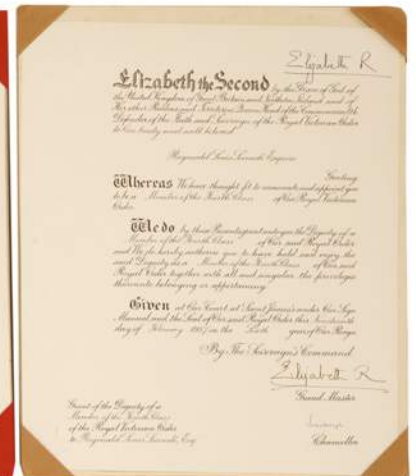 Elizabeth R
Elizabeth the Second, by the Grace of God of
the United Kingdom of Great Britain and Northern Ireland and of
Her other Realms and Territories Queen, Head of the Commonwealth,
Defender of the Faith and Sovereign of the Royal Victorian Order
to Our trusty and well beloved
Reginald Esquire
Greeting
Whereas We have thought fit to nominate and appoint you
to be a Member of the Fourth Class of Our Royal Victorian
Order
We do by these Presents grant unto you the Dignity of a
Member of the Fourth Class of Our said Royal Order
and We do hereby authorise you to have hold and enjoy the
said Dignity as a Member of the Fourth Class of Our said
Royal Order together with all and singular the privileges
thereunto belonging or appertaining
Given at Our Court at Saint James's under Our Sign
Manual and the Seal of Our said Royal Order this
day of February 1957 in the Sixth year of Our Reign
By The Sovereign's Command
Elizabeth R
Grand Master
Grant of the Dignity of a
Member of the Fourth Class
of the Royal Victorian Order
to Reginald Esq
Chancellor